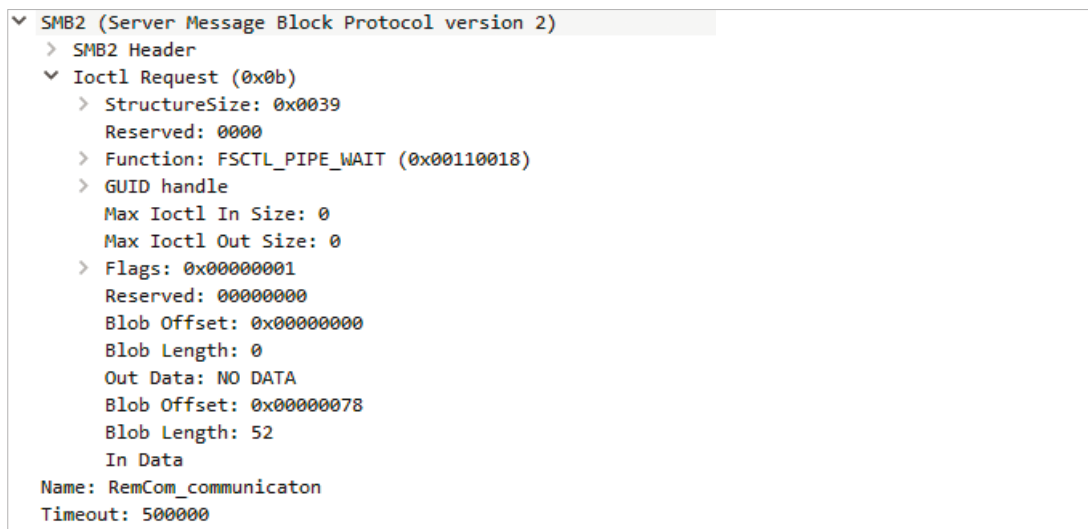 SMB2 (Server Message Block Protocol version 2)
SMB2 Header
Ioctl Request (0x0b)
StructureSize: 0x0039
Reserved: 0000
Function: FSCTL_PIPE_WAIT (0x00110018)
GUID handle
Max Ioctl In Size: 0
Max Ioctl Out Size: 0
Flags: 0x00000001
Reserved: 00000000
Blob Offset: 0x00000000
Blob Length: 0
Out Data: NO DATA
Blob Offset: 0x00000078
Blob Length: 52
In Data
Name: RemCom_communicaton
Timeout: 500000